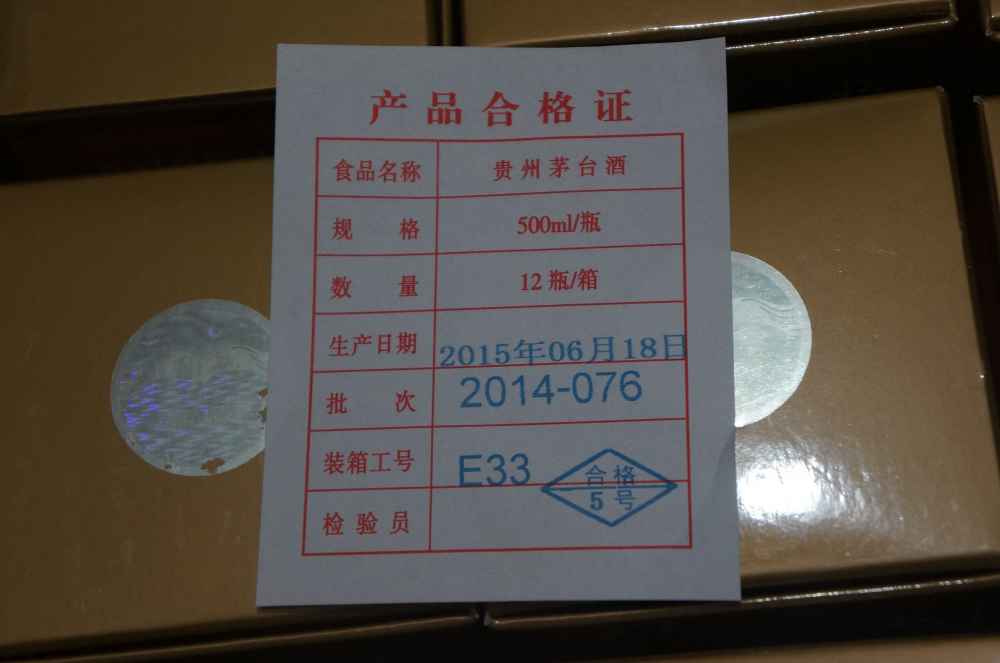 产品合格证
食品名称 贵州茅台酒
规 格 500ml/瓶
数 量 12瓶/箱
生产日期 2015年06月18日
批 次 2014-076
装箱工号 E33
合格
5号
检验员